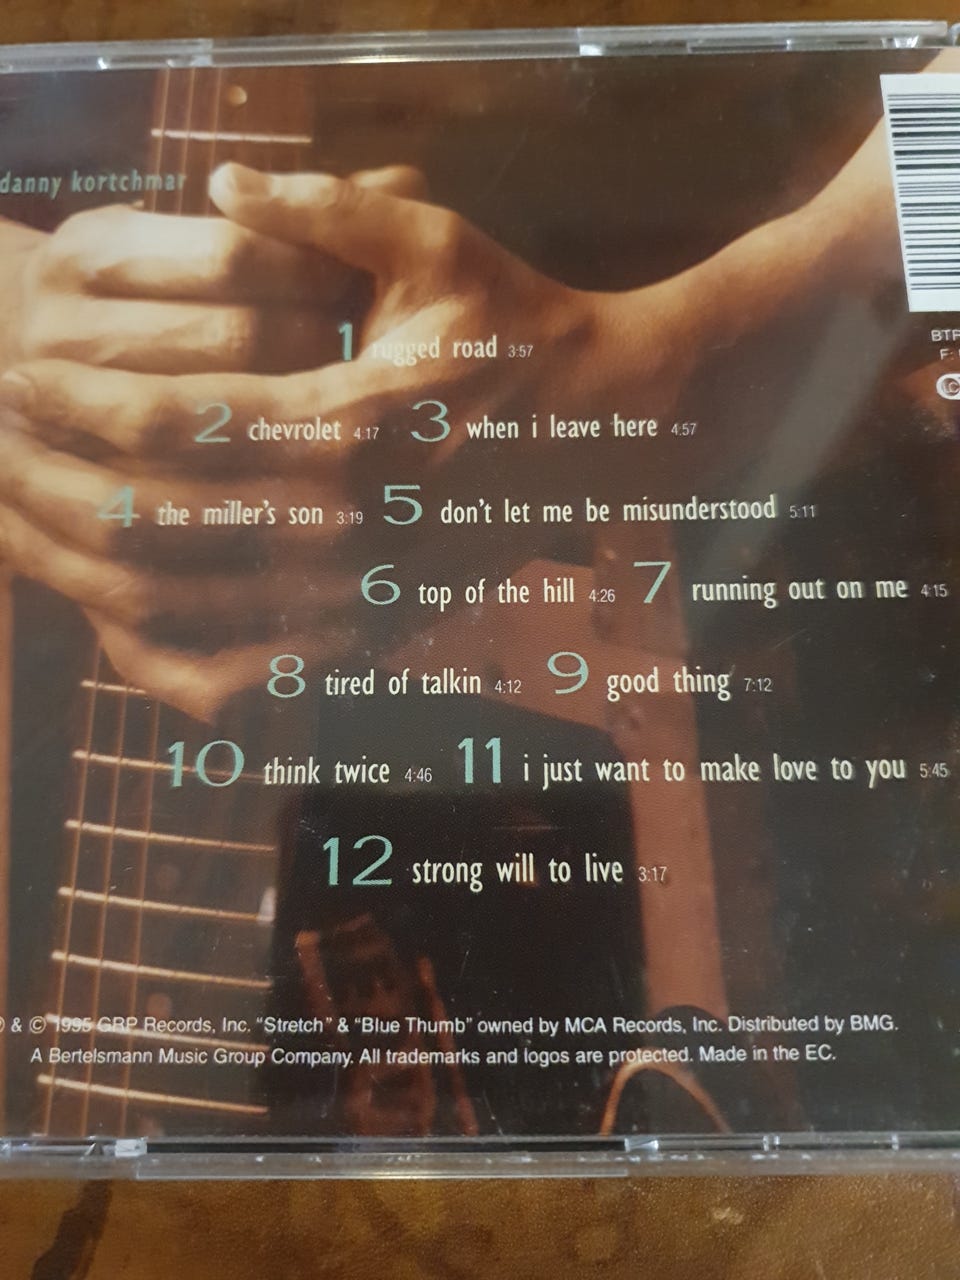 danny kortchmar
1 rugged road 3:57
2 chevrolet 4:17 3 when i leave here 4:57
4 the miller's son 3:19 5 don't let me be misunderstood 5:11
6 top of the hill 4:26 7 running out on me 4:15
8 tired of talkin 4:12 9 good thing 7:12
10 think twice 4:46 11 i just want to make love to you 5:45
12 strong will to live 3:17
& © 1995 GRP Records, Inc. "Stretch" & "Blue Thumb" owned by MCA Records, Inc. Distributed by BMG.
A Bertelsmann Music Group Company. All trademarks and logos are protected. Made in the EC.